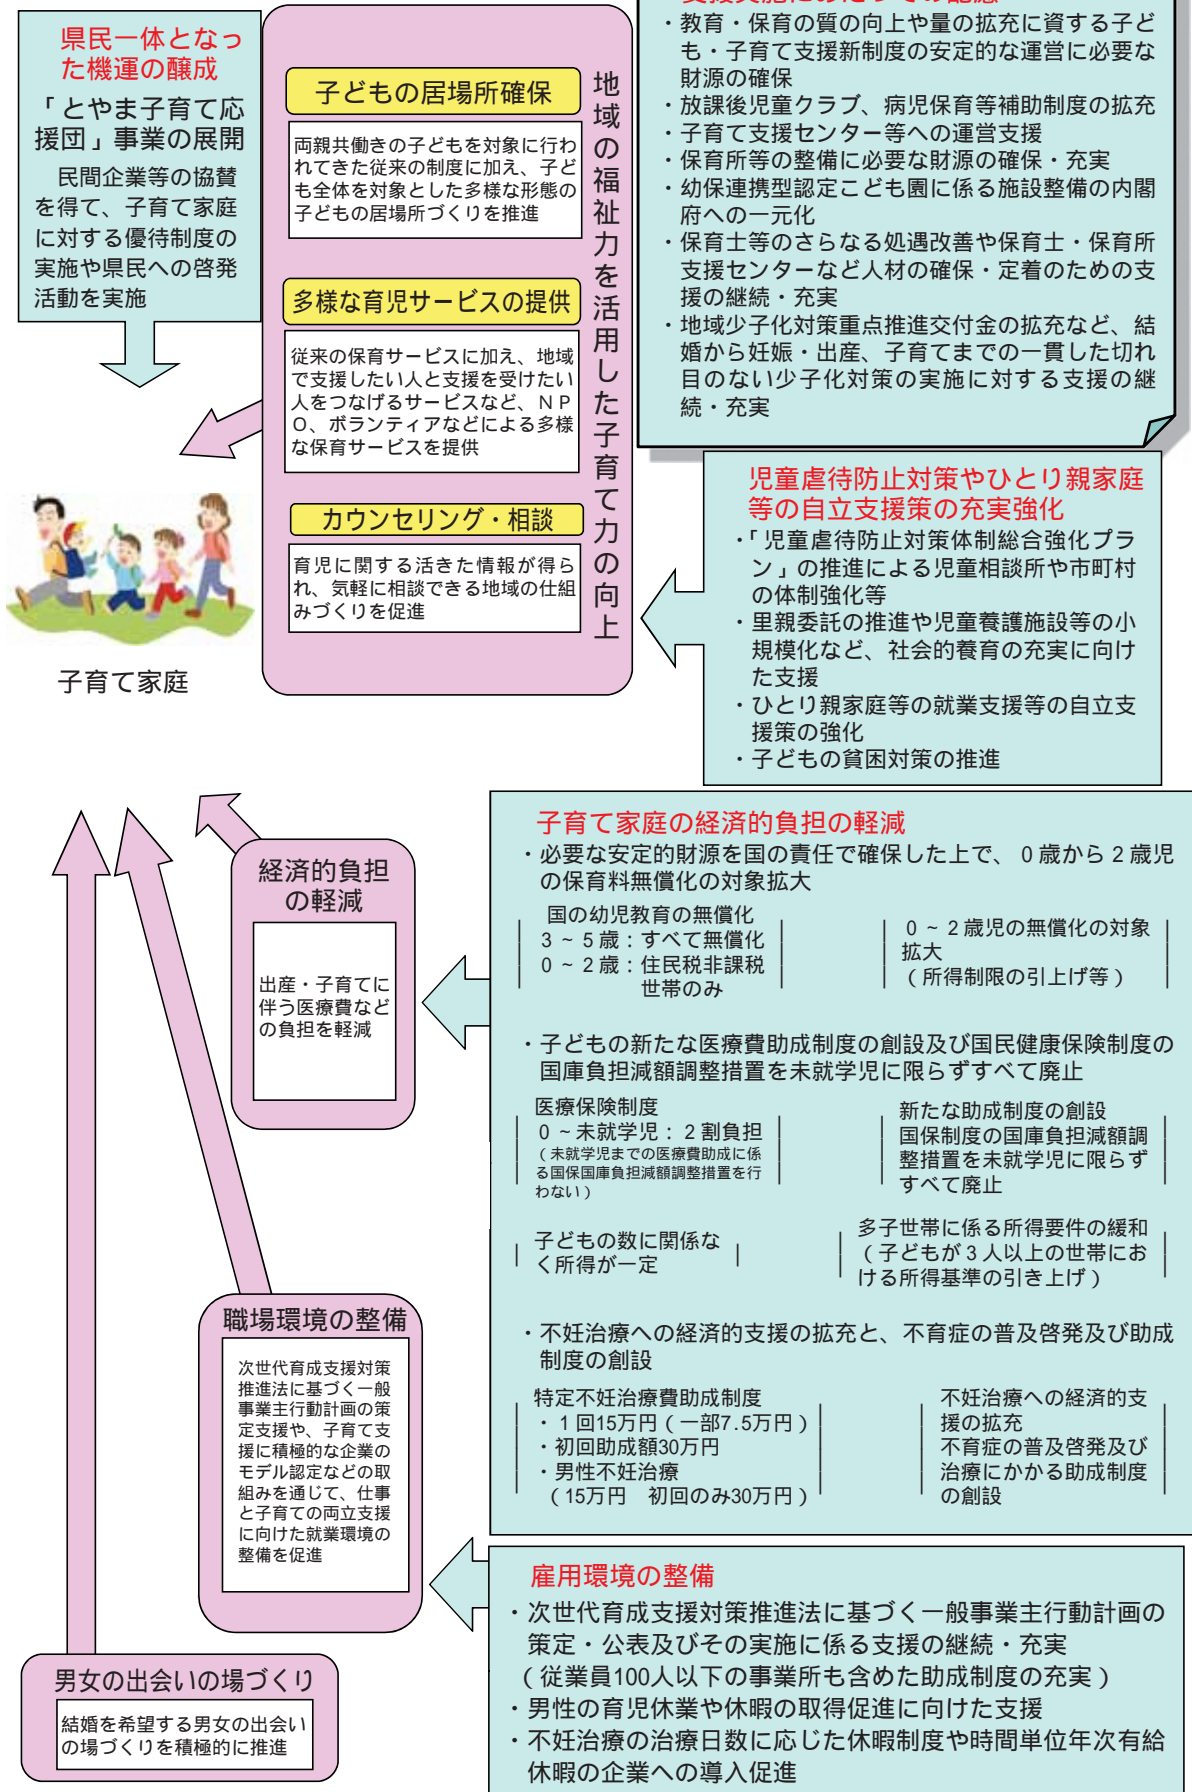 県民一体となっ
た機運の醸成
「とやま子育て応
援団」事業の展開
民間企業等の協賛
を得て、子育て家庭
に対する優待制度の
実施や県民への啓発
活動を実施
子どもの居場所確保
両親共働きの子どもを対象に行わ
れてきた従来の制度に加え、子ど
も全体を対象とした多様な形態の
子どもの居場所づくりを推進
多様な育児サービスの提供
従来の保育サービスに加え、地域
で支援したい人と支援を受けたい
人をつなげるサービスなど、ＮＰ
Ｏ、ボランティアなどによる多様
な保育サービスを提供
カウンセリング・相談
育児に関する活きた情報が得ら
れ、気軽に相談できる地域の仕組
みづくりを促進
地域の福祉力を活用した子育て力の向上
・教育・保育の質の向上や量の拡充に資する子ど
も・子育て支援新制度の安定的な運営に必要な
財源の確保
・放課後児童クラブ、病児保育等補助制度の拡充
・子育て支援センター等への運営支援
・保育所等の整備に必要な財源の確保・充実
・幼保連携型認定こども園に係る施設整備の内閣
府への一元化
・保育士等のさらなる処遇改善や保育士・保育所
支援センターなど人材の確保・定着のための支
援の継続・充実
・地域少子化対策重点推進交付金の拡充など、結
婚から妊娠・出産、子育てまでの一貫した切れ
目のない少子化対策の実施に対する支援の継
続・充実
児童虐待防止対策やひとり親家庭
等の自立支援策の充実強化
・「児童虐待防止対策体制総合強化プラ
ン」の推進による児童相談所や市町村
の体制強化等
・里親委託の推進や児童養護施設等の小
規模化など、社会的養育の充実に向け
た支援
・ひとり親家庭等の就業支援等の自立支
援策の強化
・子どもの貧困対策の推進
子育て家庭
経済的負担
の軽減
出産・子育てに
伴う医療費など
の負担を軽減
子育て家庭の経済的負担の軽減
・必要な安定的財源を国の責任で確保した上で、０歳から２歳児
の保育料無償化の対象拡大
国の幼児教育の無償化
３～５歳：すべて無償化
０～２歳：住民税非課税
世帯のみ
０～２歳児の無償化の対象
拡大
（所得制限の引上げ等）
・子どもの新たな医療費助成制度の創設及び国民健康保険制度の
国庫負担減額調整措置を未就学児に限らずすべて廃止
医療保険制度
０～未就学児：２割負担
（未就学児までの医療費助成に係
る国保国庫負担減額調整措置を行
わない）
新たな助成制度の創設
国保制度の国庫負担減額調
整措置を未就学児に限らず
すべて廃止
子どもの数に関係な
く所得が一定
多子世帯に係る所得要件の緩和
（子どもが３人以上の世帯にお
ける所得基準の引き上げ）
・不妊治療への経済的支援の拡充と、不育症の普及啓発及び助成
制度の創設
特定不妊治療費助成制度
・１回15万円（一部7.5万円）
・初回助成額30万円
・男性不妊治療
（15万円　初回のみ30万円）
不妊治療への経済的支
援の拡充
不育症の普及啓発及び
治療にかかる助成制度
の創設
職場環境の整備
次世代育成支援対策
推進法に基づく一般
事業主行動計画の策
定支援や、子育て支
援に積極的な企業の
モデル認定などの取
組みを通じて、仕事
と子育ての両立支援
に向けた就業環境の
整備を促進
雇用環境の整備
・次世代育成支援対策推進法に基づく一般事業主行動計画の
策定・公表及びその実施に係る支援の継続・充実
（従業員100人以下の事業所も含めた助成制度の充実）
・男性の育児休業や休暇の取得促進に向けた支援
・不妊治療の治療日数に応じた休暇制度や時間単位年次有給
休暇の企業への導入促進
男女の出会いの場づくり
結婚を希望する男女の出会い
の場づくりを積極的に推進